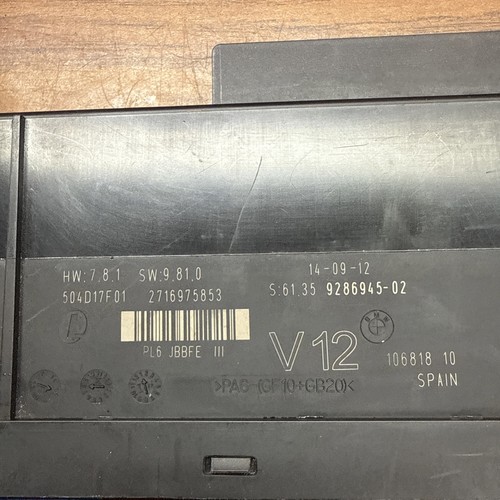 HW:7,8,1 SW:9,81,0 14-09-12
504D17F01 2716975853 S:61,35 9286945-02
PL6 JBBFE III
V12
106818 10
>PA6-(GF10+GB20)<
SPAIN